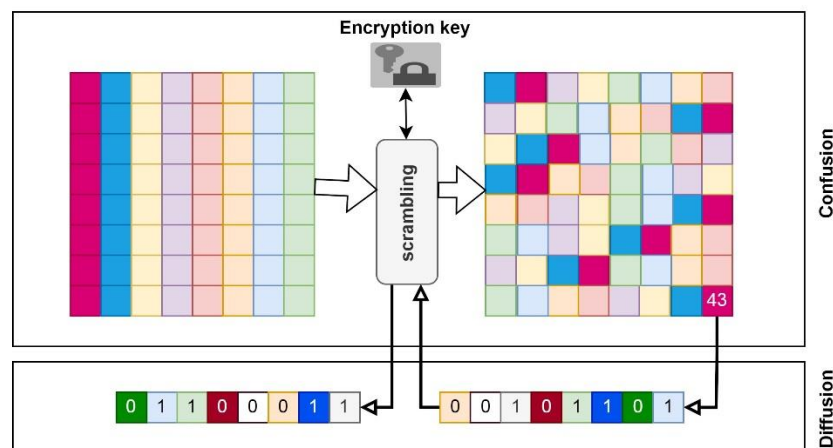 Encryption key
scrambling
43
Confusion
0 1 1 0 0 0 1 1
0 0 1 0 1 1 0 1
Diffusion